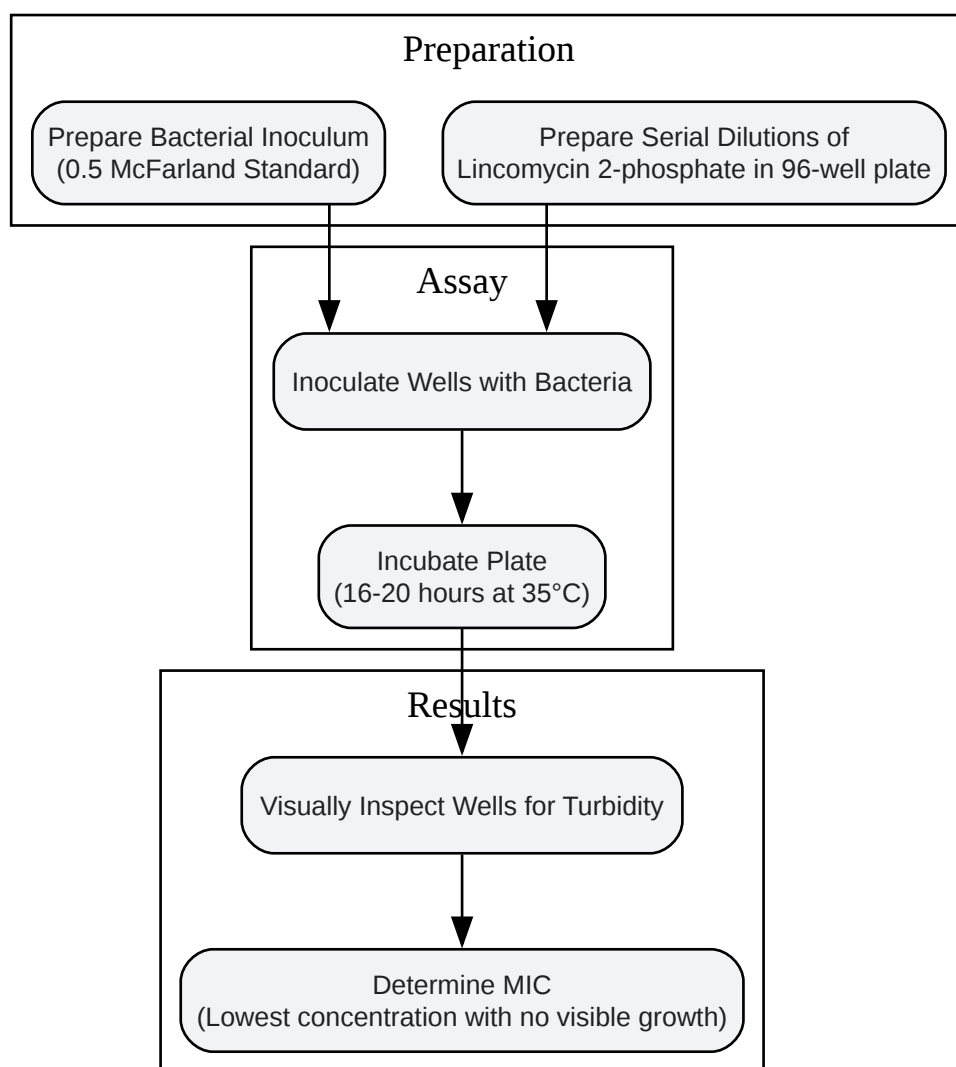 Preparation
Prepare Bacterial Inoculum
(0.5 McFarland Standard)
Prepare Serial Dilutions of
Lincomycin 2-phosphate in 96-well plate
Assay
Inoculate Wells with Bacteria
Incubate Plate
(16-20 hours at 35°C)
Results
Visually Inspect Wells for Turbidity
Determine MIC
(Lowest concentration with no visible growth)